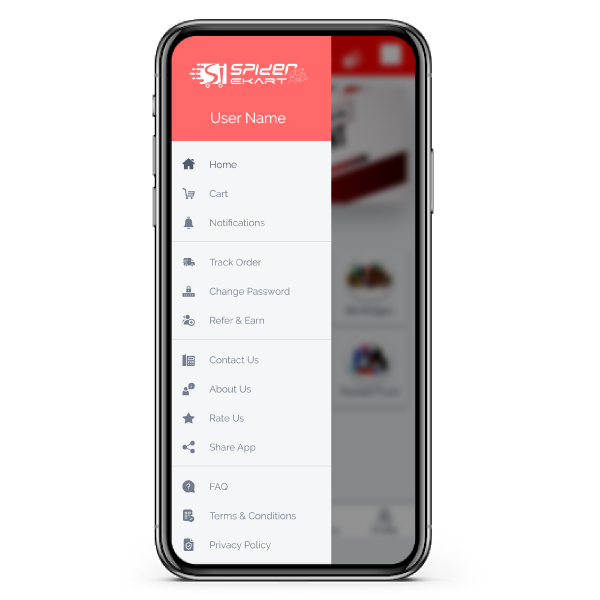 S1 SPIDER
EKART
User Name
Home
Cart
Notifications
Track Order
Change Password
Refer & Earn
Contact Us
About Us
Rate Us
Share App
FAQ
Terms & Conditions
Privacy Policy